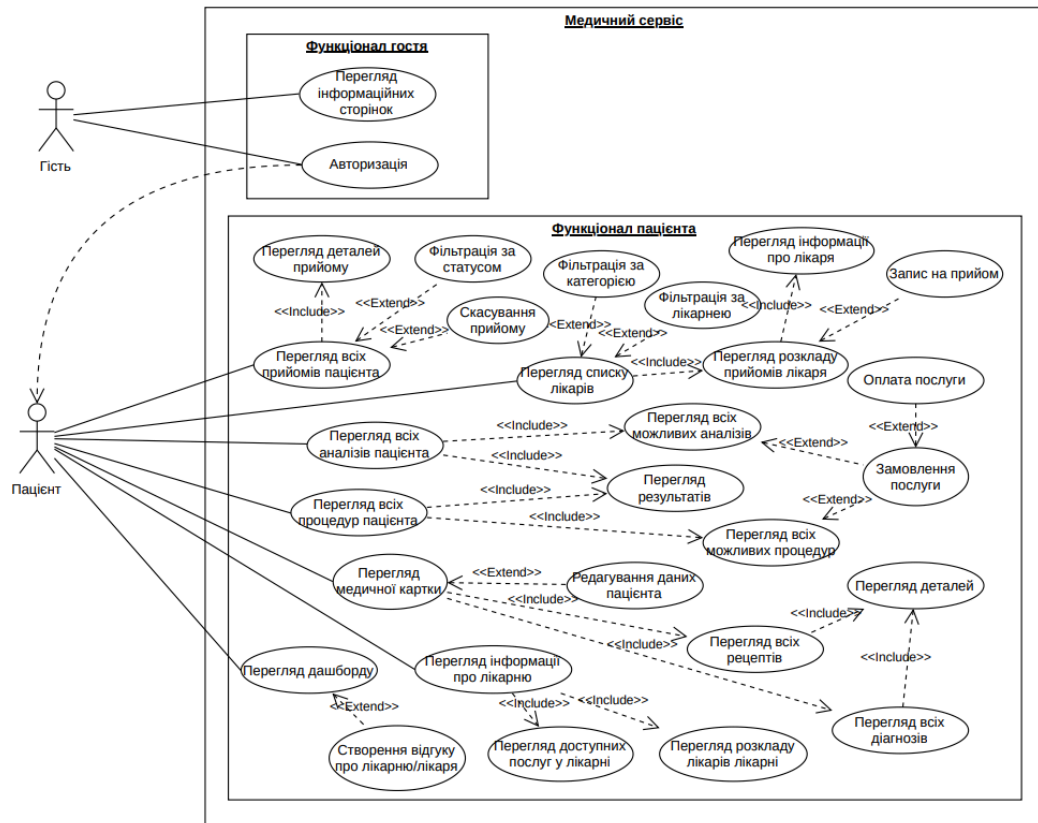 Медичний сервіс
Функціонал гостя
Перегляд
інформаційних
сторінок
Авторизація
Гість
Функціонал пацієнта
Перегляд деталей
прийому
Фільтрація за
статусом
Фільтрація за
категорією
Перегляд інформації
про лікаря
Запис на прийом
Фільтрація за
лікарнею
<<Include>>
<<Extend>>
Скасування
прийому
<<Extend>>
<<Extend>>
<<Extend>>
<<Include>>
<<Extend>>
Перегляд всіх
прийомів пацієнта
Перегляд списку
лікарів
<<Include>>
Перегляд розкладу
прийомів лікаря
Оплата послуги
Пацієнт
Перегляд всіх
аналізів пацієнта
<<Include>>
<<Include>>
Перегляд всіх
можливих аналізів
<<Extend>>
<<Extend>>
Замовлення
послуги
Перегляд
результатів
Перегляд всіх
процедур пацієнта
<<Include>>
<<Include>>
<<Extend>>
Перегляд всіх
можливих процедур
Перегляд
медичної картки
<<Extend>>
Редагування даних
пацієнта
<<Include>>
<<Include>>
Перегляд деталей
<<Include>>
Перегляд всіх
рецептів
<<Include>>
Перегляд дашборду
Перегляд інформації
про лікарню
<<Extend>>
<<Include>>
<<Include>>
Створення відгуку
про лікарню/лікаря
Перегляд доступних
послуг у лікарні
Перегляд розкладу
лікарів лікарні
Перегляд всіх
діагнозів